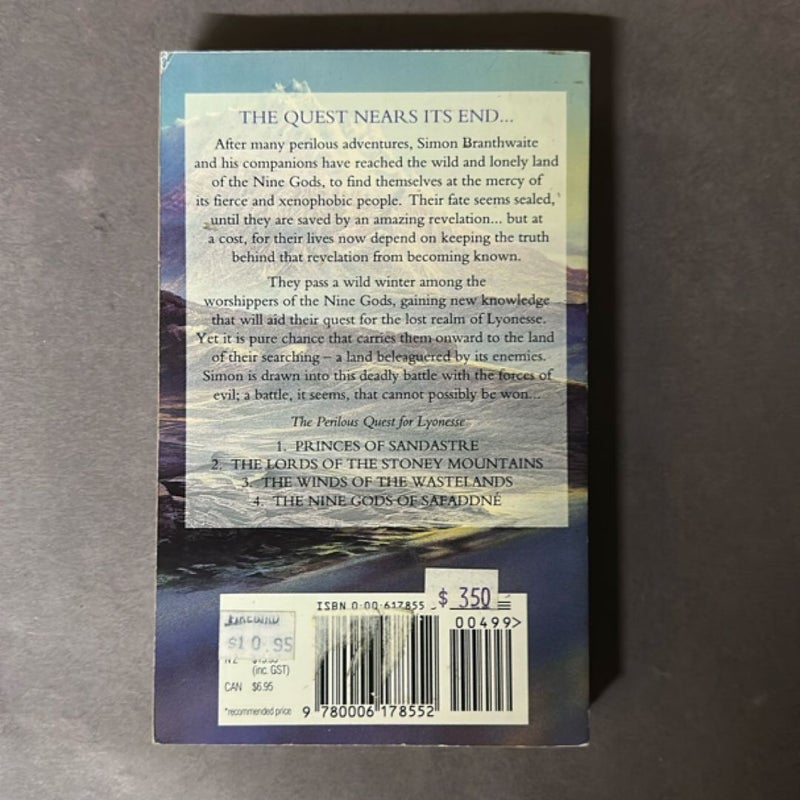 THE QUEST NEARS ITS END...
After many perilous adventures, Simon Branthwaite
and his companions have reached the wild and lonely land
of the Nine Gods, to find themselves at the mercy of
its fierce and xenophobic people. Their fate seems sealed,
until they are saved by an amazing revelation... but at
a cost, for their lives now depend on keeping the truth
behind that revelation from becoming known.
They pass a wild winter among the
worshippers of the Nine Gods, gaining new knowledge
that will aid their quest for the lost realm of Lyonesse.
Yet it is pure chance that carries them onward to the land
of their searching – a land beleaguered by its enemies.
Simon is drawn into this deadly battle with the forces of
evil; a battle, it seems, that cannot possibly be won...
The Perilous Quest for Lyonesse
1. PRINCES OF SANDASTRE
2. THE LORDS OF THE STONEY MOUNTAINS
3. THE WINDS OF THE WASTELANDS
4. THE NINE GODS OF SAFADDNÉ
ISBN 0-00-617855
$ 350
00499>
$10.95
(inc. GST)
CAN $6.95
*recommended price
9 780006 178552